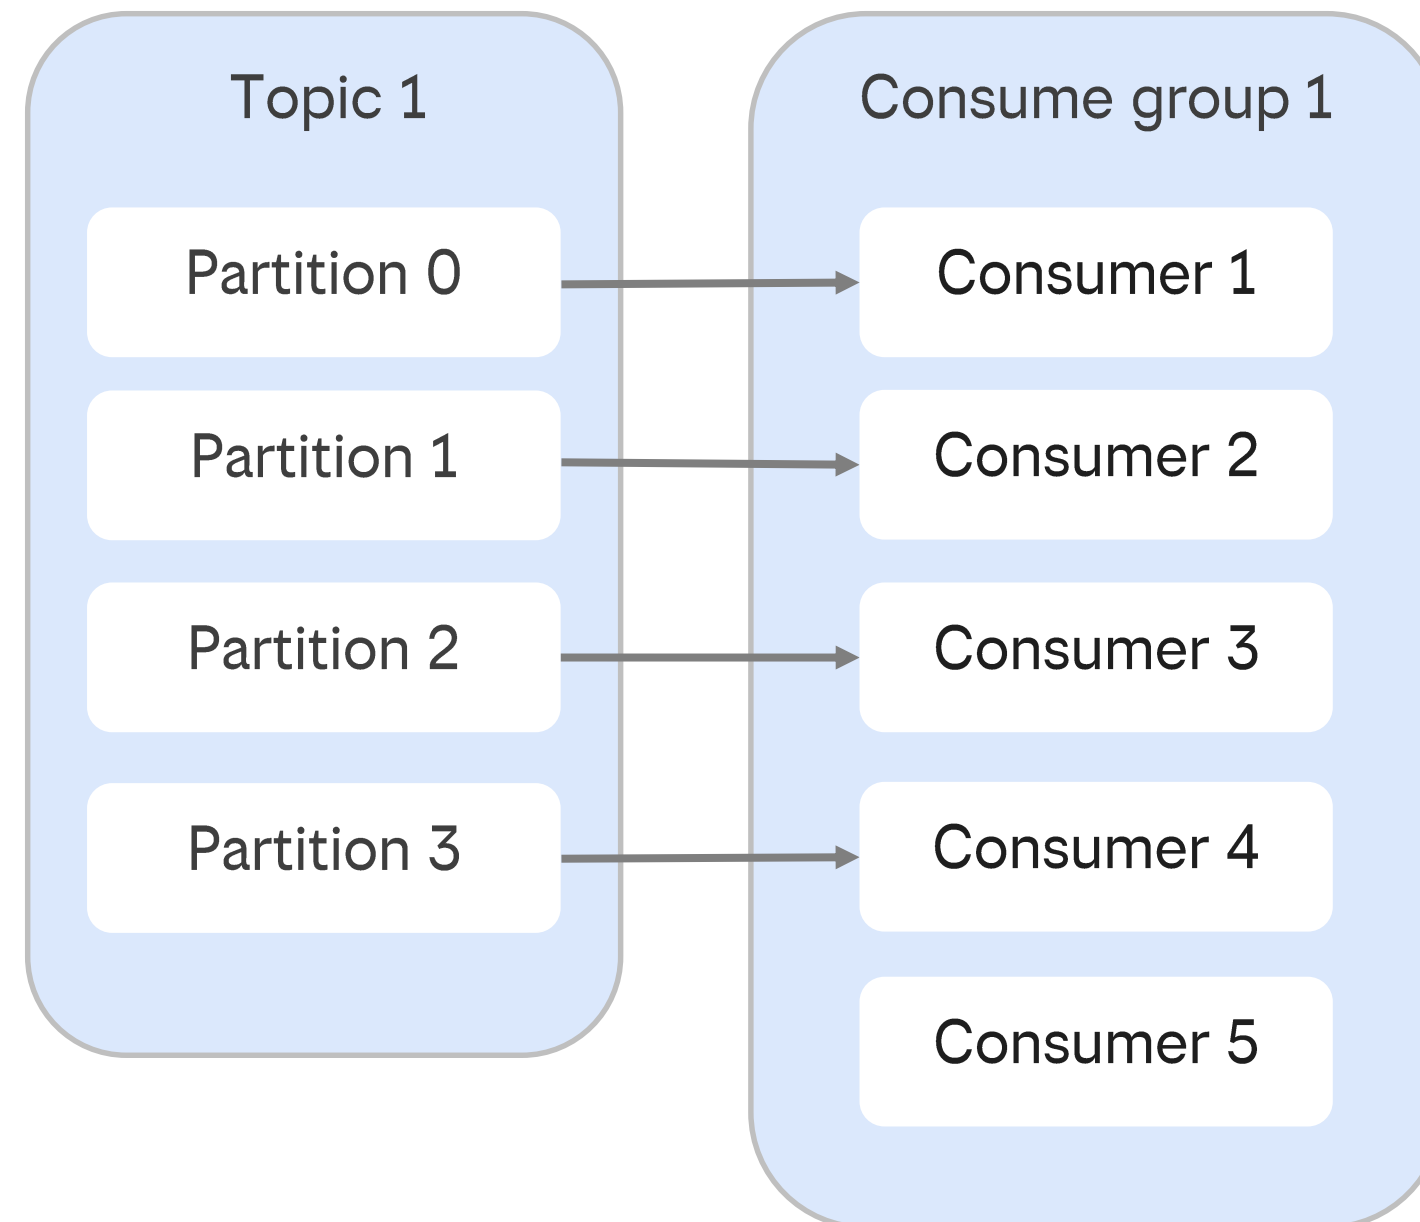 Topic 1
Partition 0
Partition 1
Partition 2
Partition 3
Consume group 1
Consumer 1
Consumer 2
Consumer 3
Consumer 4
Consumer 5